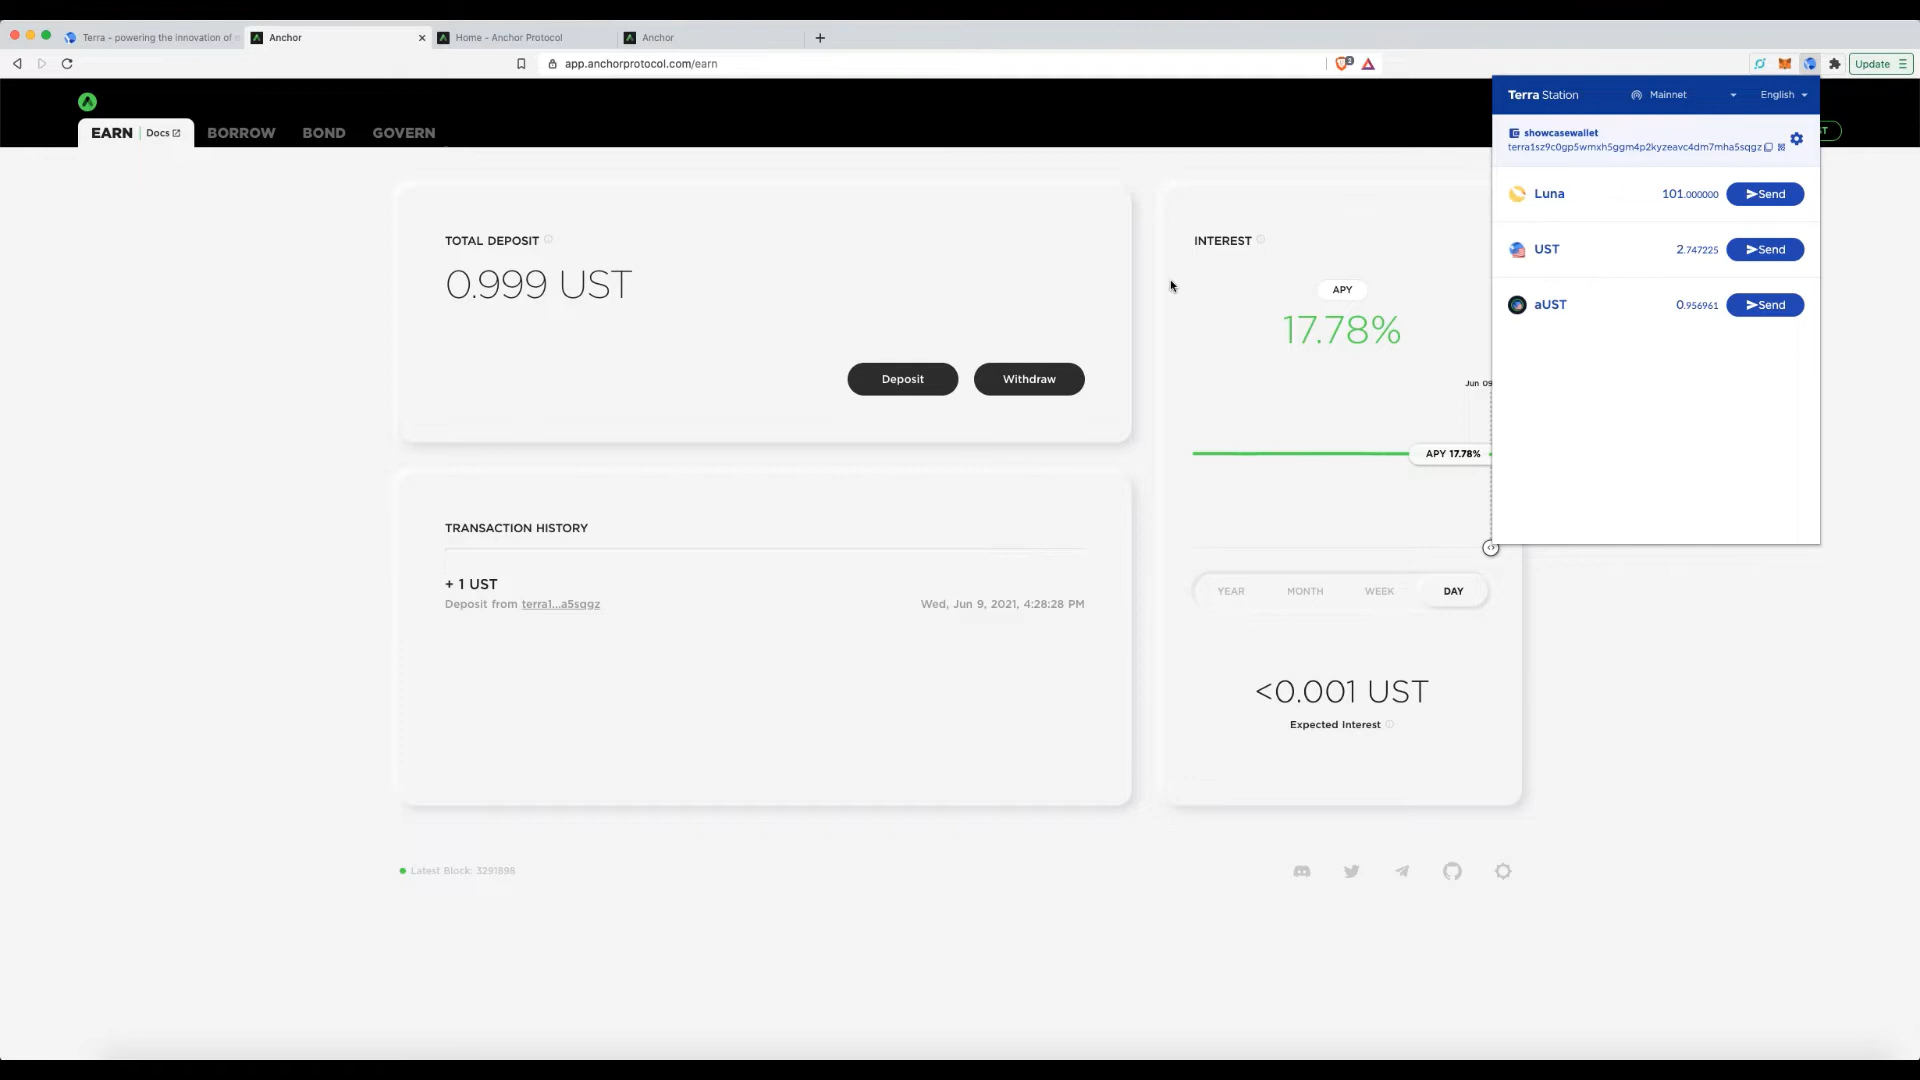 Terra - powering the innovation of
Anchor
Home - Anchor Protocol
Anchor
app.anchorprotocol.com/earn
3
Update
EARN
Docs
BORROW
BOND
GOVERN
Terra Station
Mainnet
English
showcasewallet
terra1sz9c0gp5wmxh5ggm4p2kyzeavc4dm7mha5sqgz
Luna
101.000000
Send
UST
2.747225
Send
aUST
0.956961
Send
TOTAL DEPOSIT
0.999 UST
Deposit
Withdraw
INTEREST
APY
17.78%
Jun 09
APY 17.78%
YEAR
MONTH
WEEK
DAY
<0.001 UST
Expected Interest
TRANSACTION HISTORY
+ 1 UST
Deposit from terra1...a5sqgz
Wed, Jun 9, 2021, 4:28:28 PM
Latest Block: 3291898